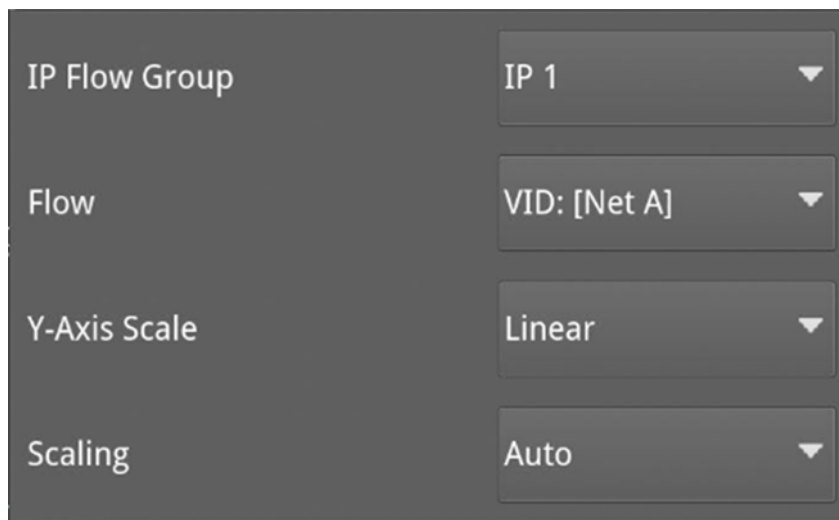 IP Flow Group IP 1
Flow VID: [Net A]
Y-Axis Scale Linear
Scaling Auto